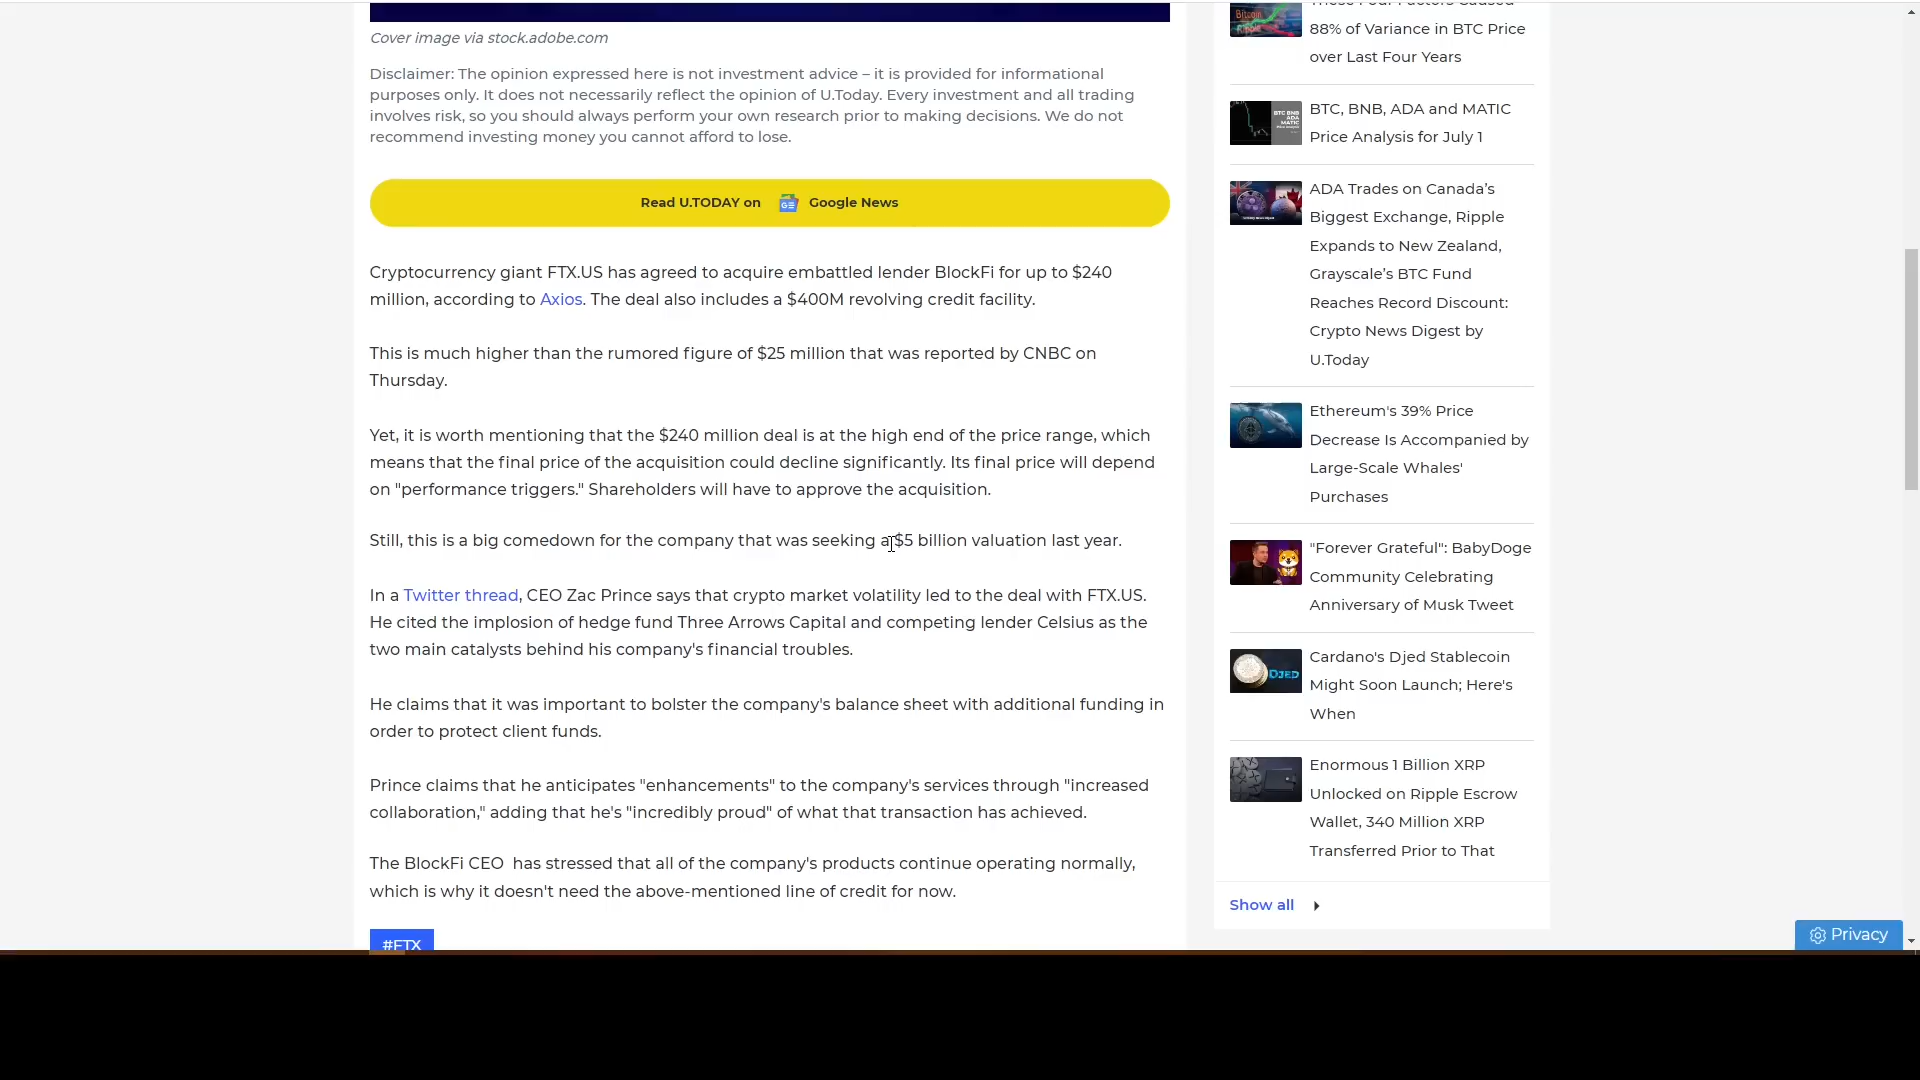 Cover image via stock.adobe.com
Disclaimer: The opinion expressed here is not investment advice – it is provided for informational
purposes only. It does not necessarily reflect the opinion of U.Today. Every investment and all trading
involves risk, so you should always perform your own research prior to making decisions. We do not
recommend investing money you cannot afford to lose.
Read U.TODAY on Google News
Cryptocurrency giant FTX.US has agreed to acquire embattled lender BlockFi for up to $240
million, according to Axios. The deal also includes a $400M revolving credit facility.
This is much higher than the rumored figure of $25 million that was reported by CNBC on
Thursday.
Yet, it is worth mentioning that the $240 million deal is at the high end of the price range, which
means that the final price of the acquisition could decline significantly. Its final price will depend
on "performance triggers." Shareholders will have to approve the acquisition.
Still, this is a big comedown for the company that was seeking a $5 billion valuation last year.
In a Twitter thread, CEO Zac Prince says that crypto market volatility led to the deal with FTX.US.
He cited the implosion of hedge fund Three Arrows Capital and competing lender Celsius as the
two main catalysts behind his company's financial troubles.
He claims that it was important to bolster the company's balance sheet with additional funding in
order to protect client funds.
Prince claims that he anticipates "enhancements" to the company's services through "increased
collaboration," adding that he's "incredibly proud" of what that transaction has achieved.
The BlockFi CEO  has stressed that all of the company's products continue operating normally,
which is why it doesn't need the above-mentioned line of credit for now.
#FTX
These Four Factors Caused
88% of Variance in BTC Price
over Last Four Years
BTC, BNB, ADA and MATIC
Price Analysis for July 1
ADA Trades on Canada's
Biggest Exchange, Ripple
Expands to New Zealand,
Grayscale's BTC Fund
Reaches Record Discount:
Crypto News Digest by
U.Today
Ethereum's 39% Price
Decrease Is Accompanied by
Large-Scale Whales'
Purchases
"Forever Grateful": BabyDoge
Community Celebrating
Anniversary of Musk Tweet
DJED
Cardano's Djed Stablecoin
Might Soon Launch; Here's
When
Enormous 1 Billion XRP
Unlocked on Ripple Escrow
Wallet, 340 Million XRP
Transferred Prior to That
Show all
Privacy